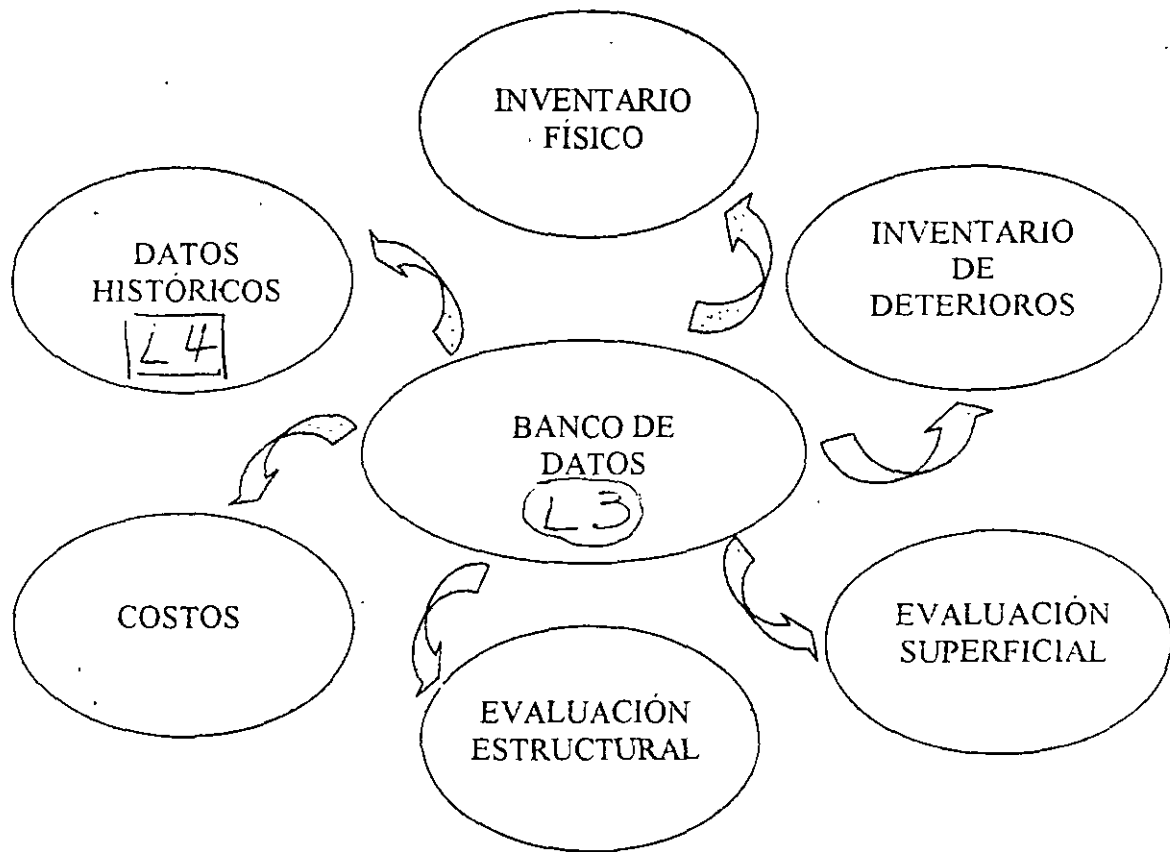 INVENTARIO
FÍSICO
DATOS
HISTÓRICOS
L4
INVENTARIO
DE
DETERIOROS
BANCO DE
DATOS
L3
COSTOS
EVALUACIÓN
SUPERFICIAL
EVALUACIÓN
ESTRUCTURAL